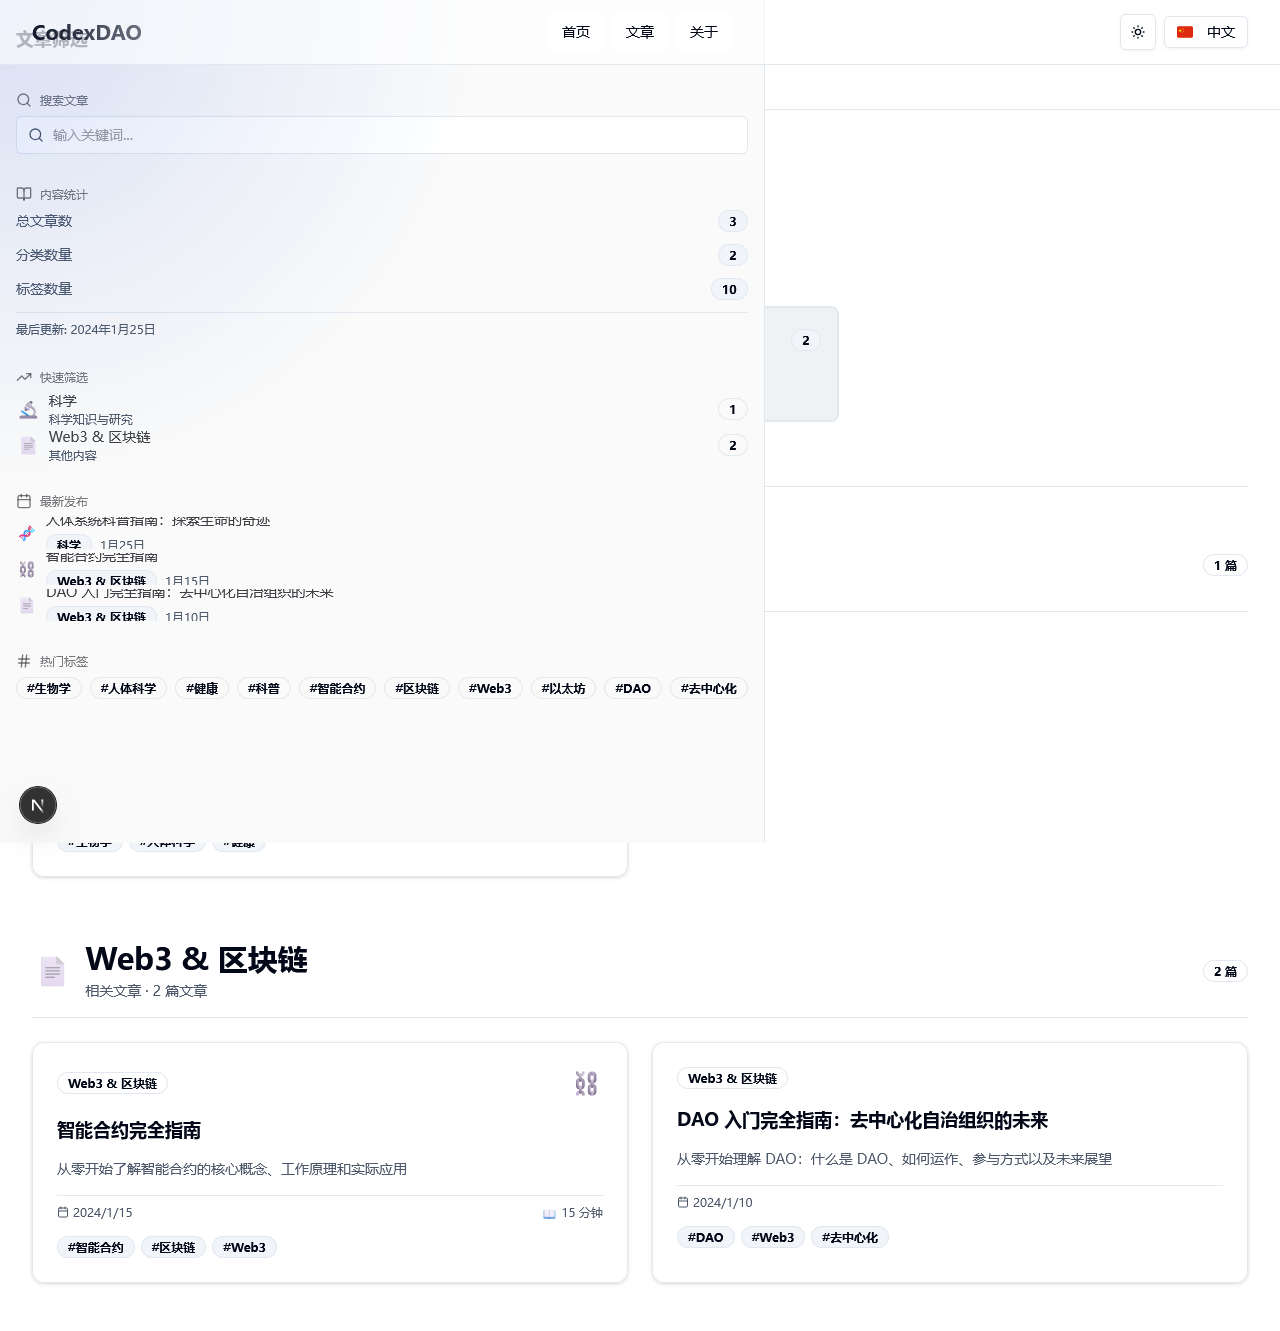 CodexDAO
文章筛选
首页
文章
关于
中文
搜索文章
输入关键词...
内容统计
总文章数
3
分类数量
2
标签数量
10
最后更新: 2024年1月25日
快速筛选
科学
科学知识与研究
1
Web3 & 区块链
其他内容
2
最新发布
人体系统科普指南：探索生命的奇迹
科学 1月25日
智能合约完全指南
Web3 & 区块链 1月15日
DAO 入门完全指南：去中心化自治组织的未来
Web3 & 区块链 1月10日
热门标签
#生物学 #人体科学 #健康 #科普 #智能合约 #区块链 #Web3 #以太坊 #DAO #去中心化
2
1 篇
#生物学 #人体科学 #健康
Web3 & 区块链
相关文章 · 2 篇文章
2 篇
Web3 & 区块链
智能合约完全指南
从零开始了解智能合约的核心概念、工作原理和实际应用
2024/1/15
15 分钟
#智能合约 #区块链 #Web3
Web3 & 区块链
DAO 入门完全指南：去中心化自治组织的未来
从零开始理解 DAO：什么是 DAO、如何运作、参与方式以及未来展望
2024/1/10
#DAO #Web3 #去中心化